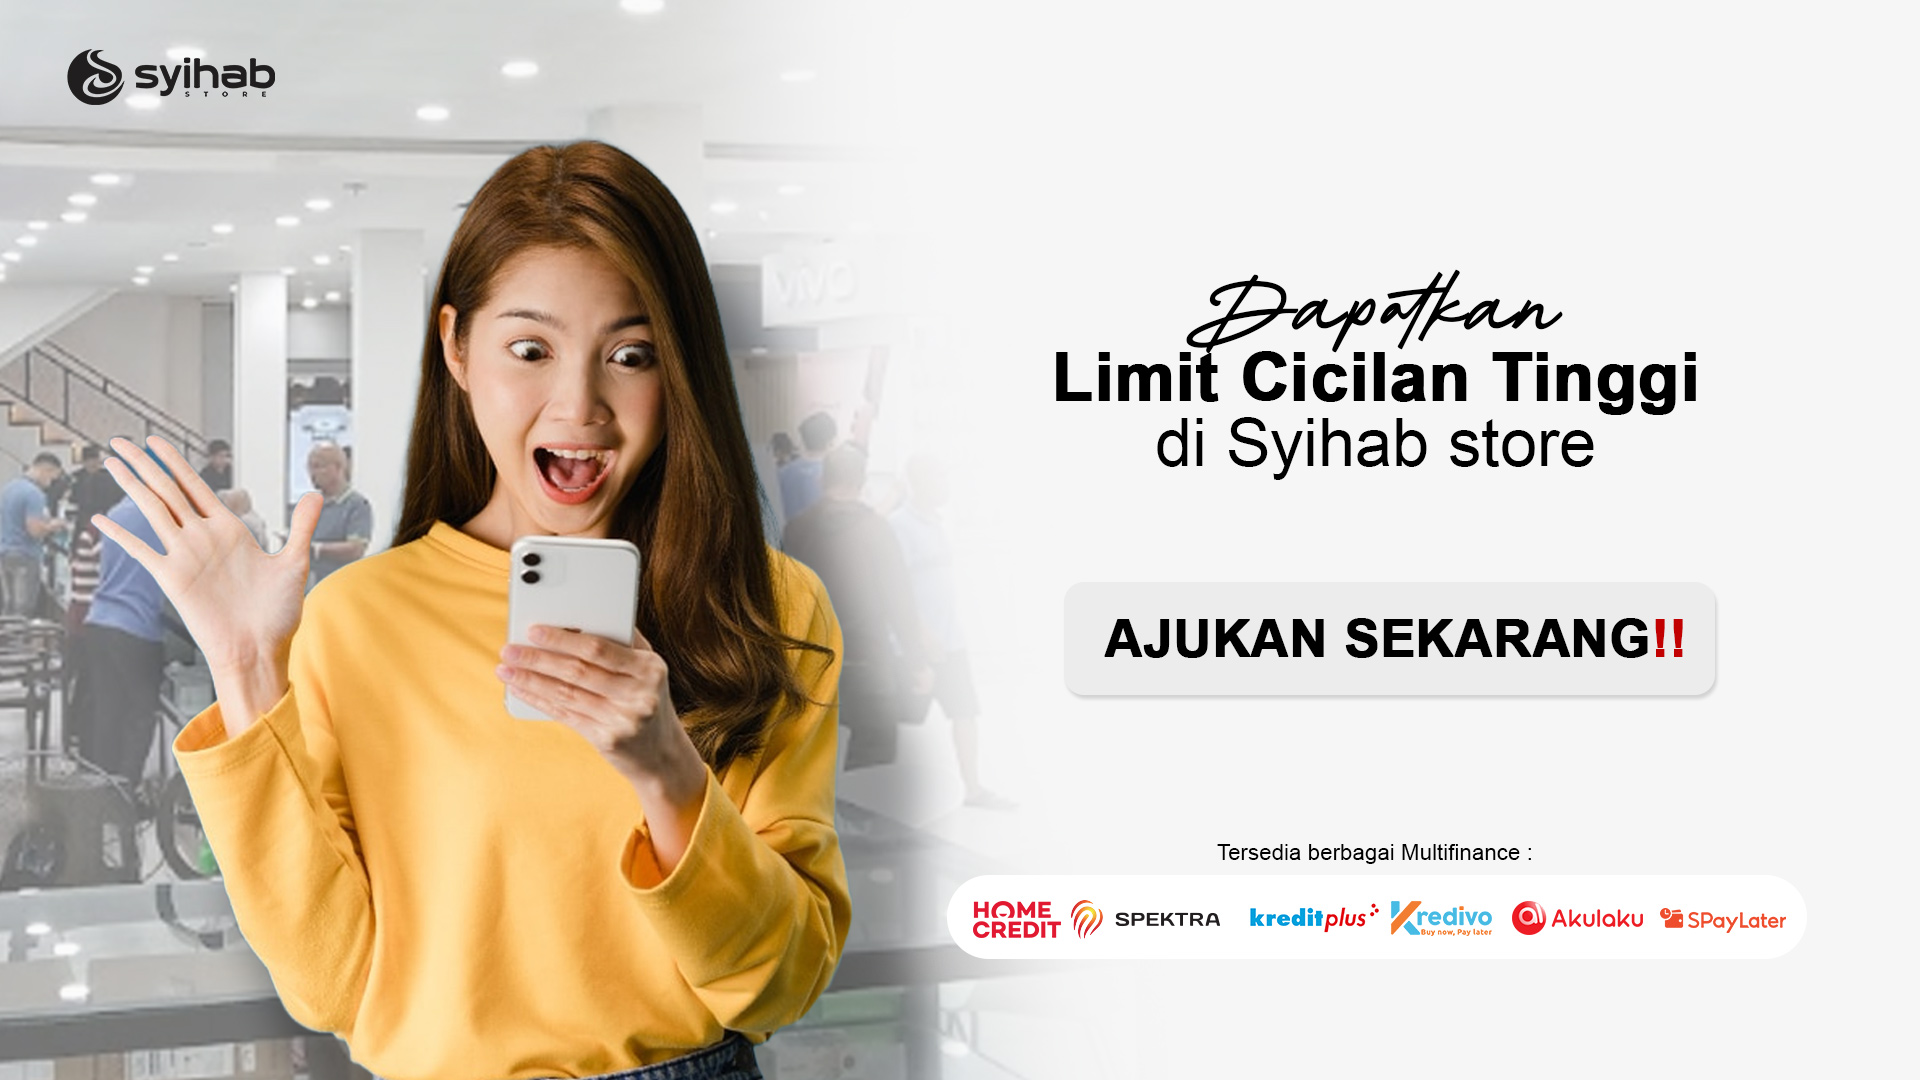 syihab
STORE
vivo
Dapatkan
Limit Cicilan Tinggi
di Syihab store
AJUKAN SEKARANG!!
Tersedia berbagai Multifinance :
HOME
CREDIT
SPEKTRA
kreditplus
Kredivo
Buy now, Pay later
Akulaku
SPayLater